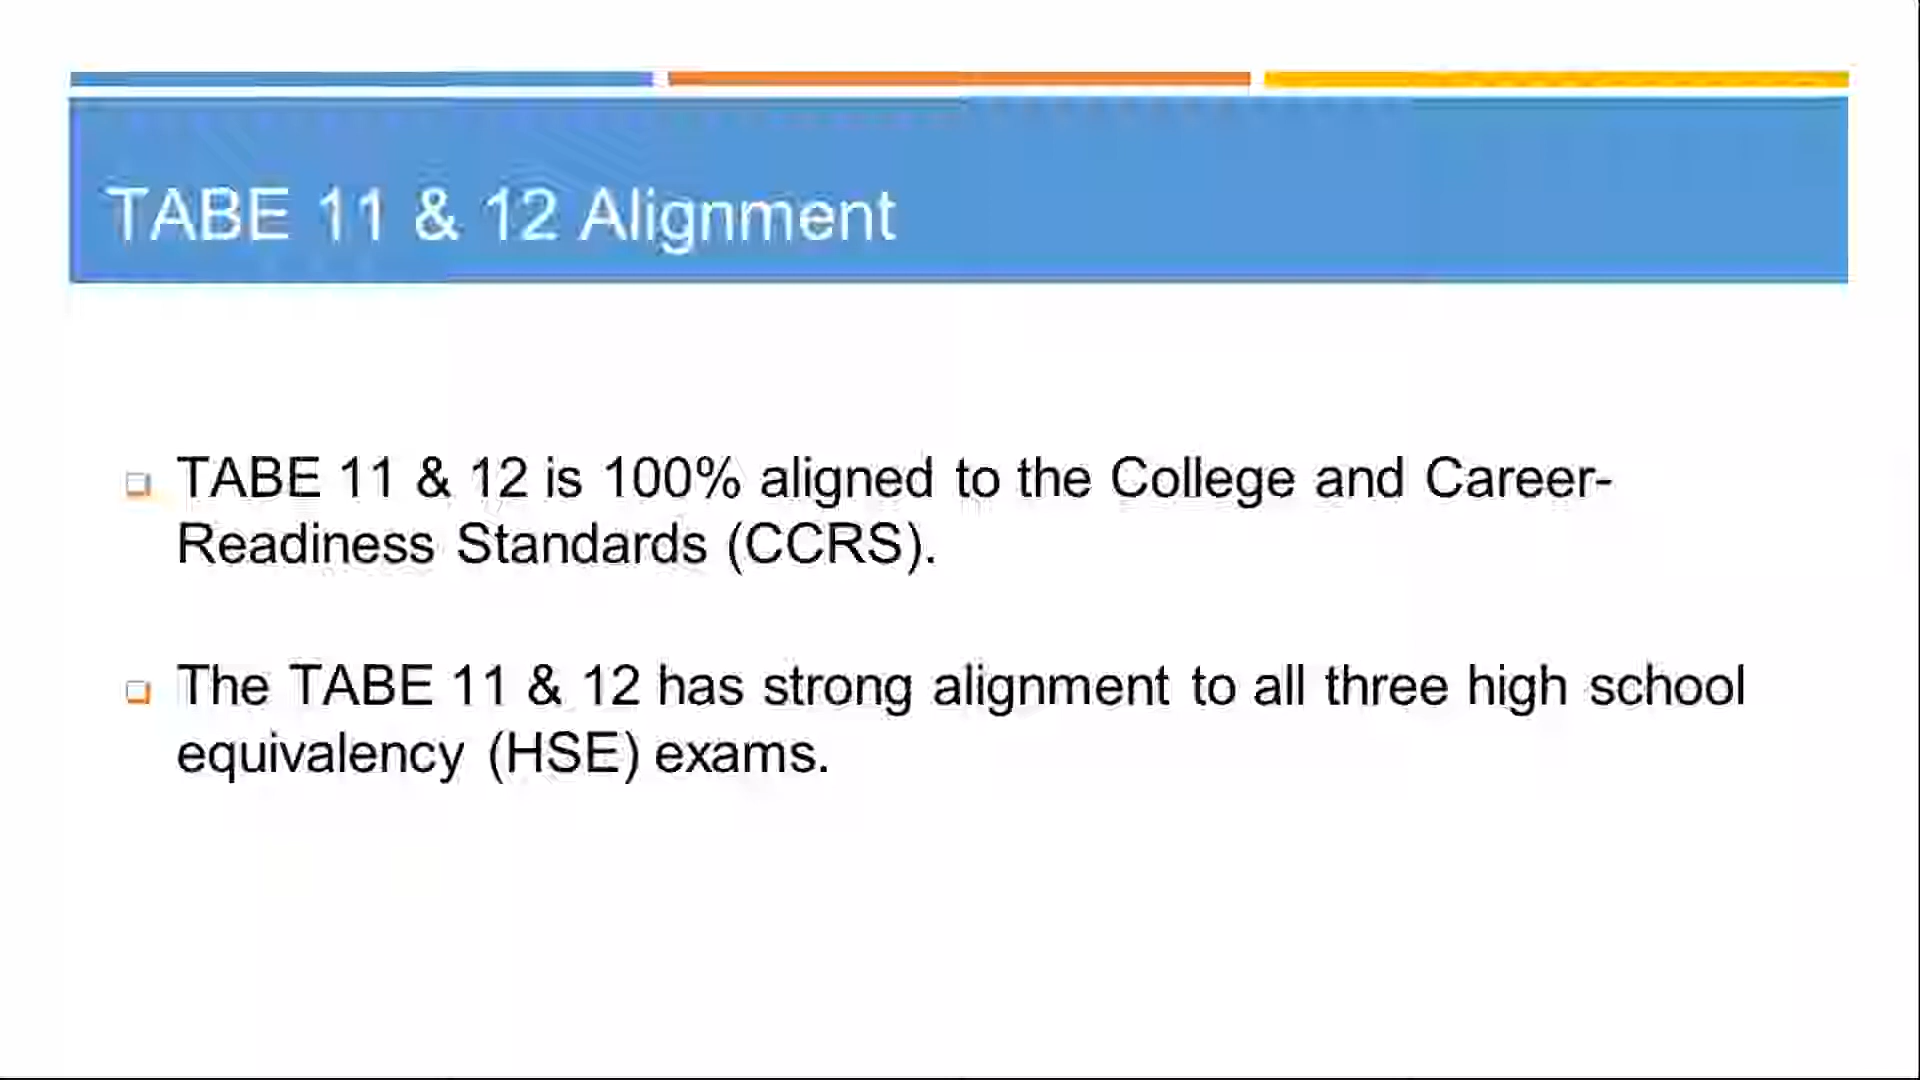 TABE 11 & 12 Alignment
TABE 11 & 12 is 100% aligned to the College and Career-
Readiness Standards (CCRS).
The TABE 11 & 12 has strong alignment to all three high school
equivalency (HSE) exams.